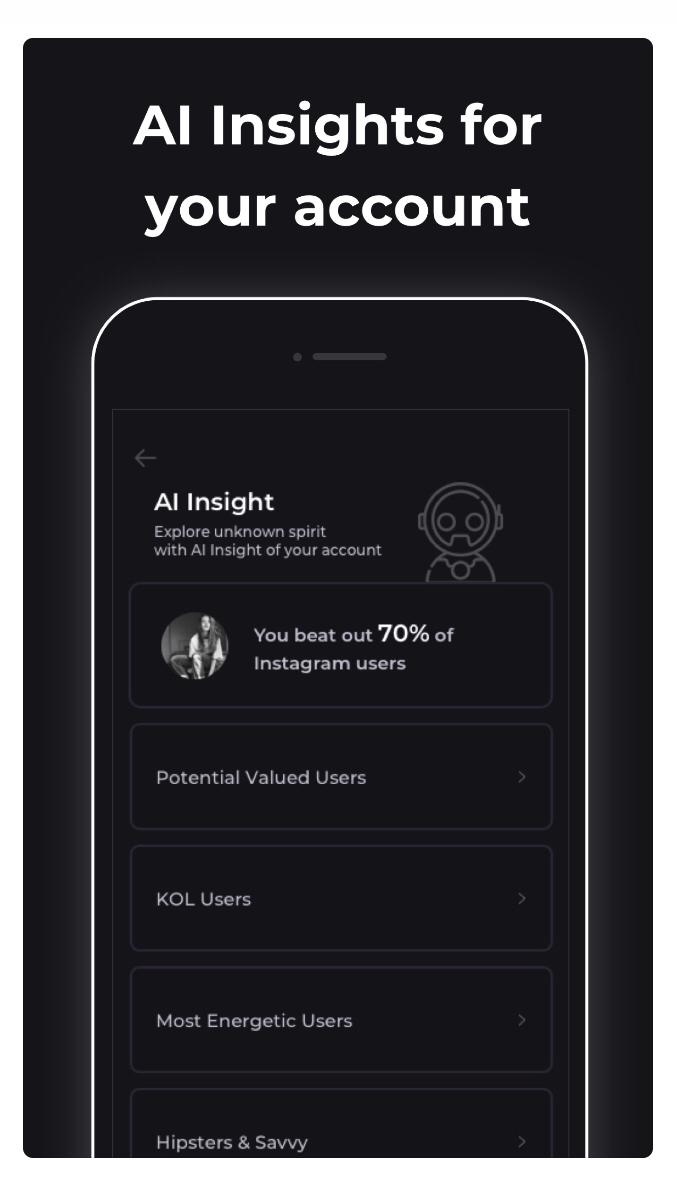 AI Insights for
your account
AI Insight
Explore unknown spirit
with AI Insight of your account
You beat out 70% of
Instagram users
Potential Valued Users
KOL Users
Most Energetic Users
Hipsters & Savvy